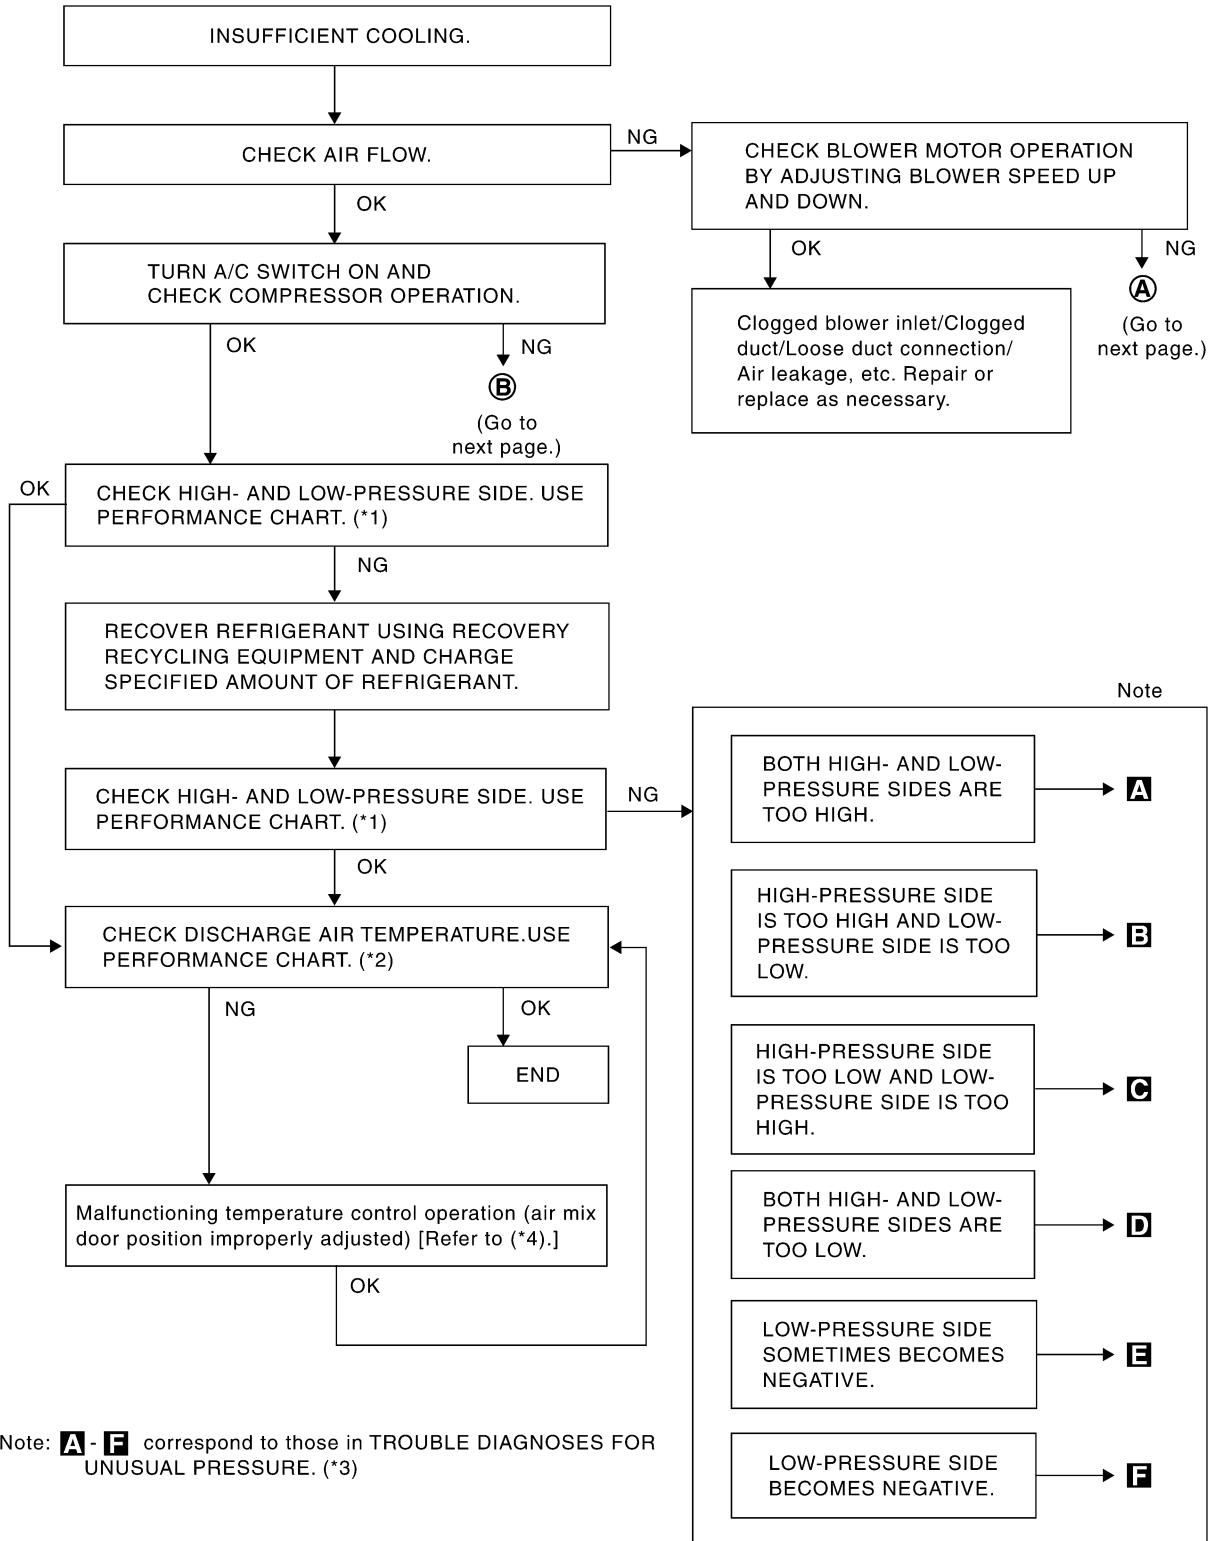 INSUFFICIENT COOLING.
CHECK AIR FLOW.
NG
CHECK BLOWER MOTOR OPERATION
BY ADJUSTING BLOWER SPEED UP
AND DOWN.
OK
OK
NG
TURN A/C SWITCH ON AND
CHECK COMPRESSOR OPERATION.
A
(Go to
next page.)
Clogged blower inlet/Clogged
duct/Loose duct connection/
Air leakage, etc. Repair or
replace as necessary.
OK
NG
B
(Go to
next page.)
OK
CHECK HIGH- AND LOW-PRESSURE SIDE. USE
PERFORMANCE CHART. (*1)
NG
RECOVER REFRIGERANT USING RECOVERY
RECYCLING EQUIPMENT AND CHARGE
SPECIFIED AMOUNT OF REFRIGERANT.
CHECK HIGH- AND LOW-PRESSURE SIDE. USE
PERFORMANCE CHART. (*1)
NG
OK
CHECK DISCHARGE AIR TEMPERATURE.USE
PERFORMANCE CHART. (*2)
NG
OK
END
Malfunctioning temperature control operation (air mix
door position improperly adjusted) [Refer to (*4).]
OK
Note
BOTH HIGH- AND LOW-
PRESSURE SIDES ARE
TOO HIGH.
A
HIGH-PRESSURE SIDE
IS TOO HIGH AND LOW-
PRESSURE SIDE IS TOO
LOW.
B
HIGH-PRESSURE SIDE
IS TOO LOW AND LOW-
PRESSURE SIDE IS TOO
HIGH.
C
BOTH HIGH- AND LOW-
PRESSURE SIDES ARE
TOO LOW.
D
LOW-PRESSURE SIDE
SOMETIMES BECOMES
NEGATIVE.
E
LOW-PRESSURE SIDE
BECOMES NEGATIVE.
F
Note: A - F correspond to those in TROUBLE DIAGNOSES FOR
UNUSUAL PRESSURE. (*3)